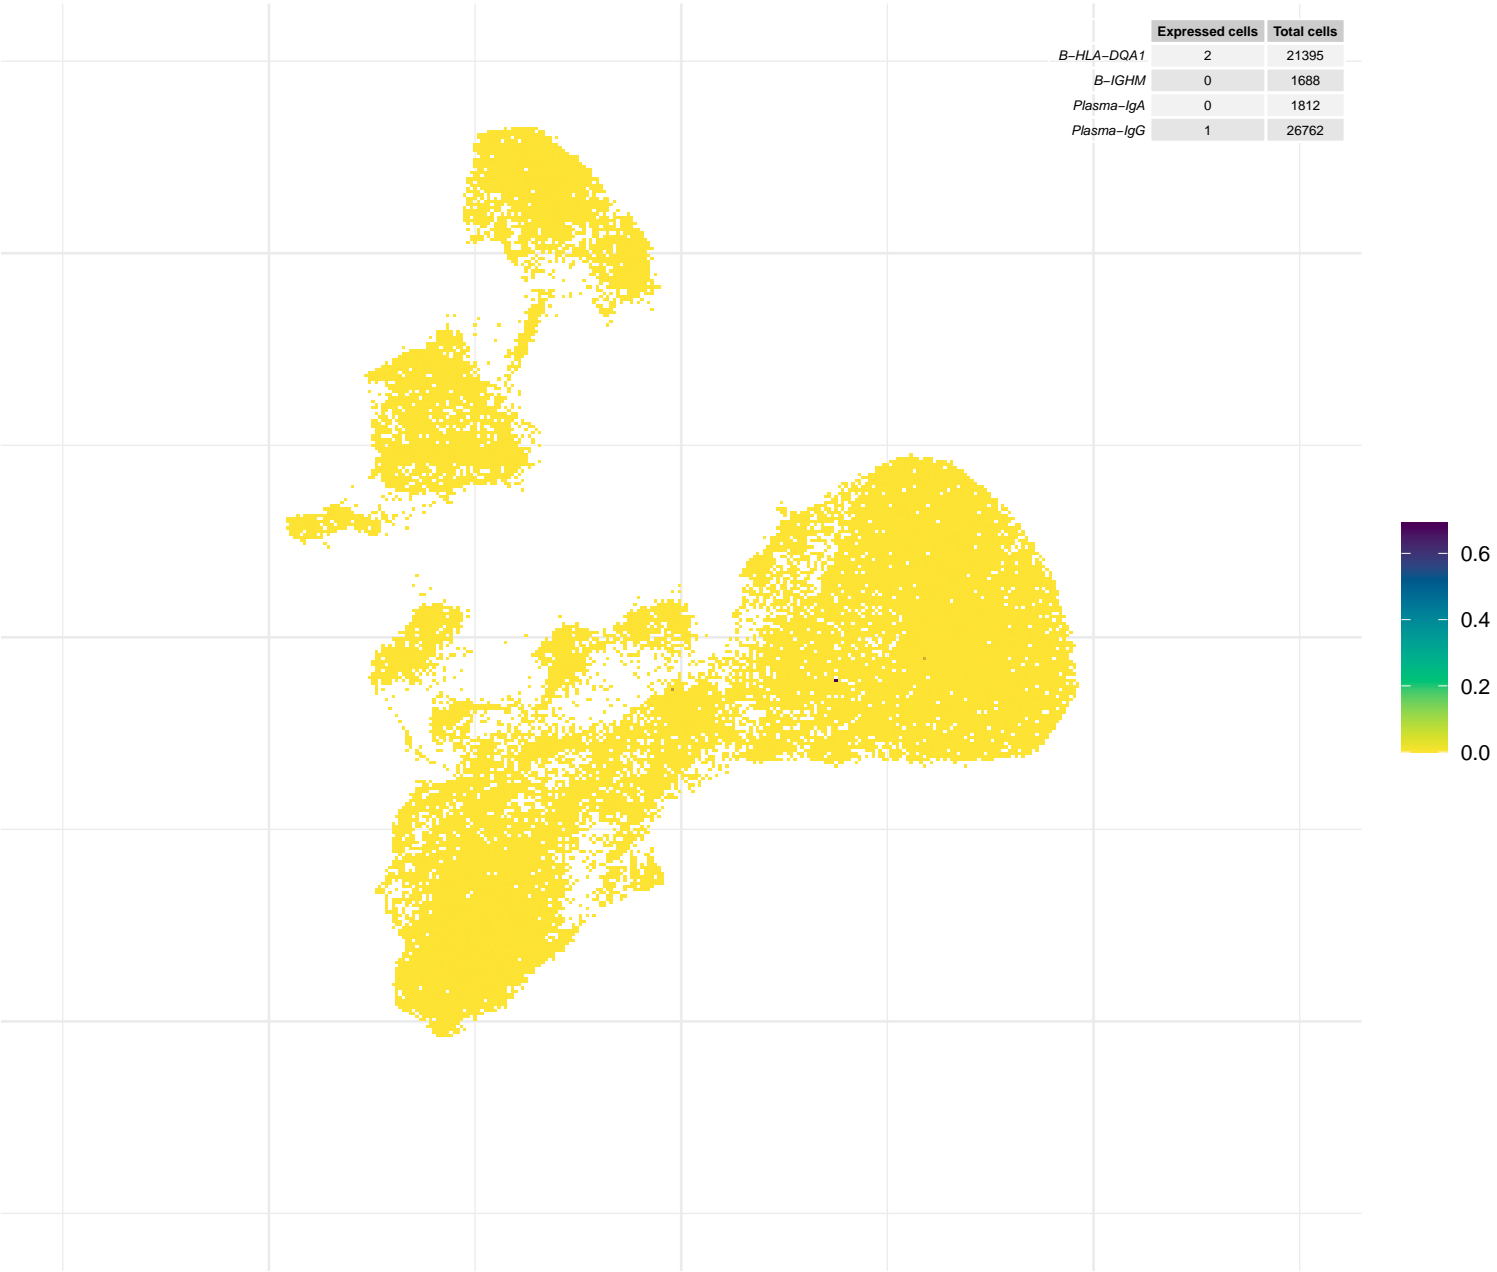 Expressed cells Total cells
B−HLA−DQA1 2 21395
B−IGHM 0 1688
Plasma−IgA 0 1812
Plasma−IgG 1 26762
0.6
0.4
0.2
0.0